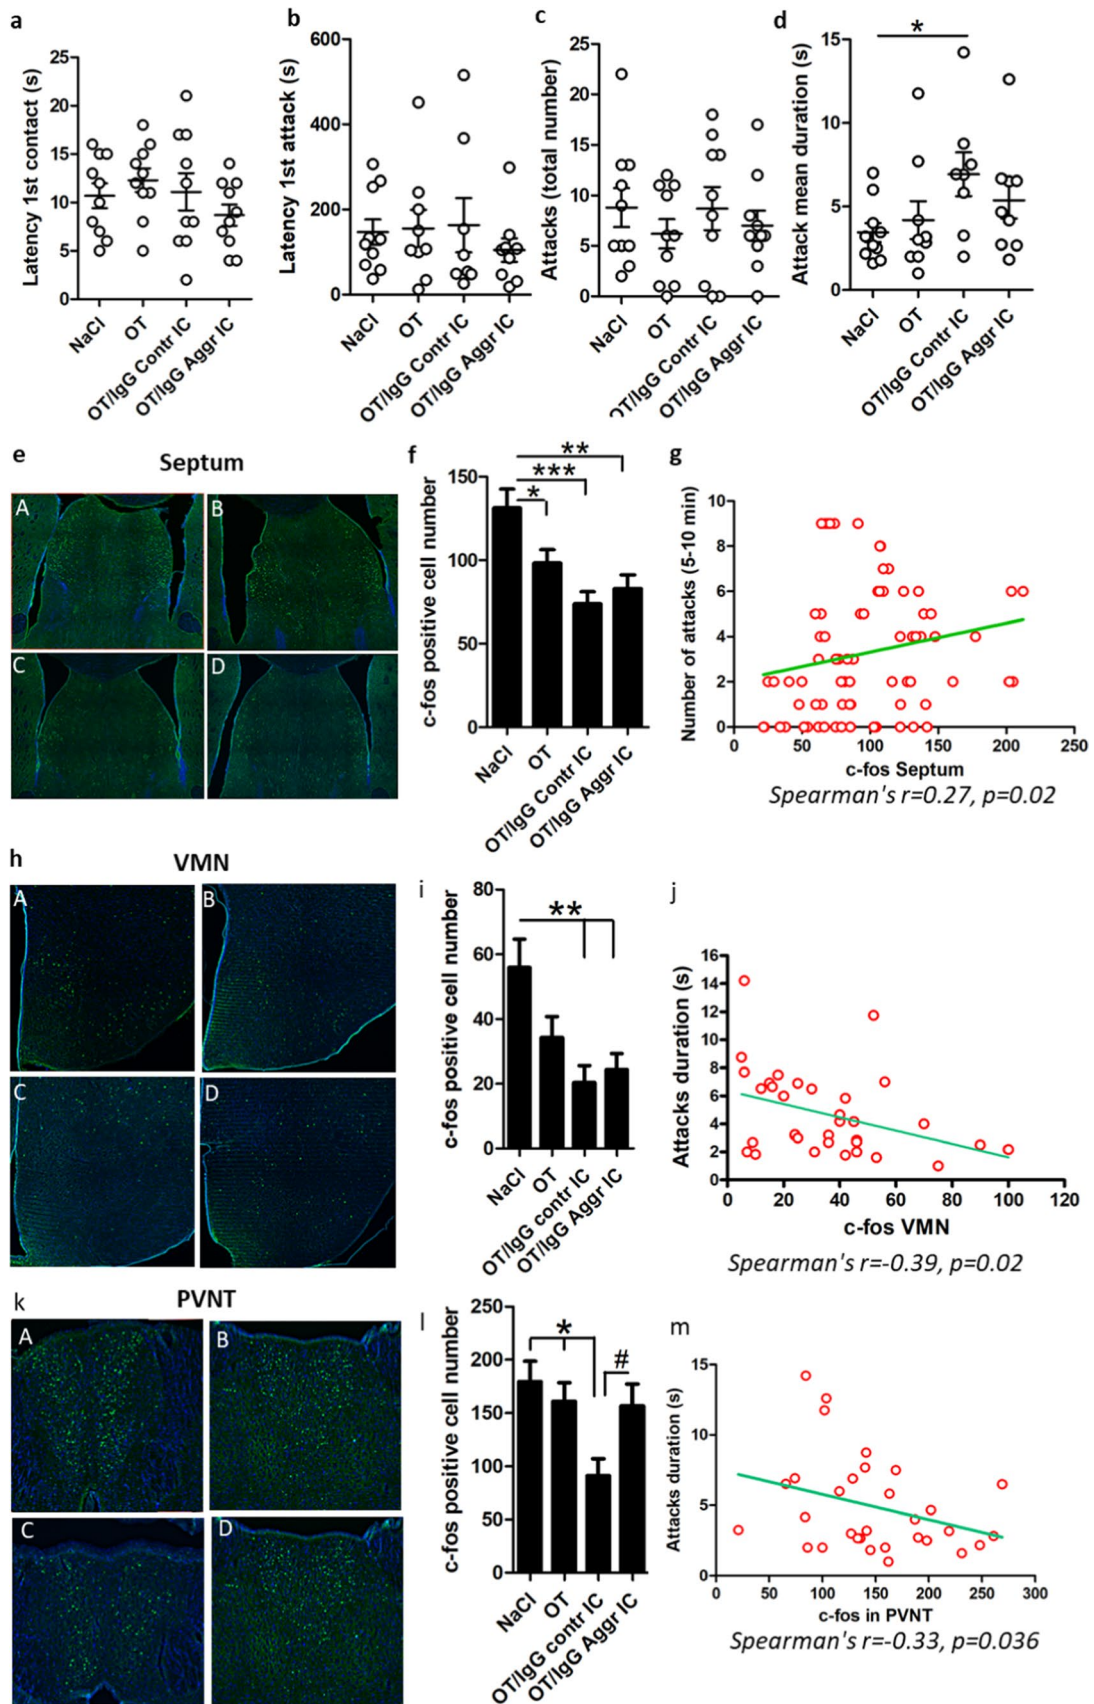 a
Latency 1st contact (s)
25
20
15
10
5
0
NaCl
OT
OT/IgG Contr IC
OT/IgG Aggr IC
b
Latency 1st attack (s)
600
400
200
0
NaCl
OT
OT/IgG Contr IC
OT/IgG Aggr IC
c
Attacks (total number)
25
20
15
10
5
0
NaCl
OT
OT/IgG Contr IC
OT/IgG Aggr IC
d
*
Attack mean duration (s)
15
10
5
0
NaCl
OT
OT/IgG Contr IC
OT/IgG Aggr IC
e
Septum
A
B
C
D
f
**
***
*
c-fos positive cell number
150
100
50
0
NaCl
OT
OT/IgG Contr IC
OT/IgG Aggr IC
g
Number of attacks (5-10 min)
10
8
6
4
2
0
0 50 100 150 200 250
c-fos Septum
Spearman's r=0.27, p=0.02
h
VMN
A
B
C
D
i
**
c-fos positive cell number
80
60
40
20
0
NaCl
OT
OT/IgG contr IC
OT/IgG Aggr IC
j
Attacks duration (s)
16
14
12
10
8
6
4
2
0
0 20 40 60 80 100 120
c-fos VMN
Spearman's r=-0.39, p=0.02
k
PVNT
A
B
C
D
l
*
#
c-fos positive cell number
250
200
150
100
50
0
NaCl
OT
OT/IgG contr IC
OT/IgG Aggr IC
m
Attacks duration (s)
15
10
5
0
0 50 100 150 200 250 300
c-fos in PVNT
Spearman's r=-0.33, p=0.036